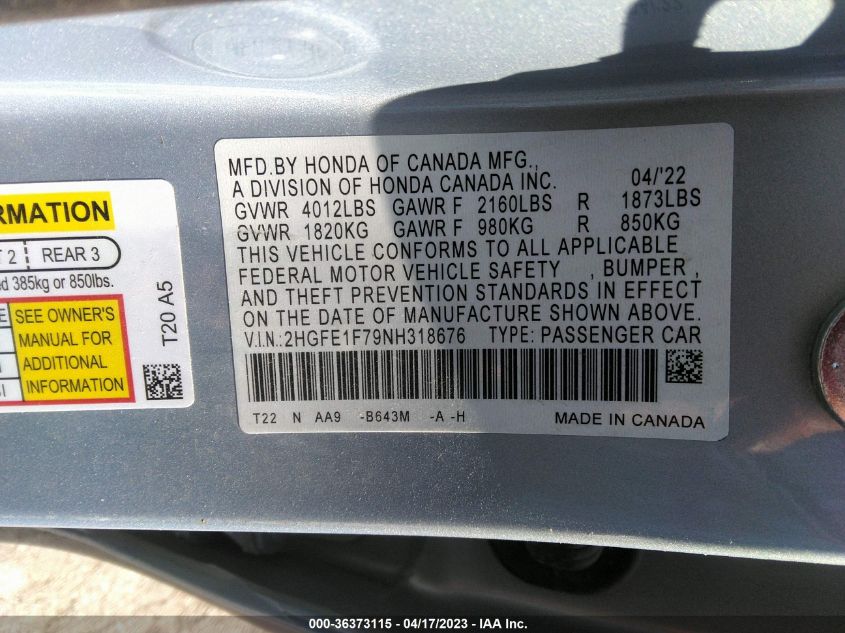 MFD.BY HONDA OF CANADA MFG.,
A DIVISION OF HONDA CANADA INC. 04/'22
GVWR 4012LBS GAWR F 2160LBS R 1873LBS
GVWR 1820KG GAWR F 980KG R 850KG
THIS VEHICLE CONFORMS TO ALL APPLICABLE
FEDERAL MOTOR VEHICLE SAFETY , BUMPER ,
AND THEFT PREVENTION STANDARDS IN EFFECT
ON THE DATE OF MANUFACTURE SHOWN ABOVE.
V.I.N.:2HGFE1F79NH318676 TYPE: PASSENGER CAR
T22 N AA9 -B643M -A -H MADE IN CANADA
RMATION
2 REAR 3
ed 385kg or 850lbs.
SEE OWNER'S
MANUAL FOR
ADDITIONAL
INFORMATION
T20 A5
000-36373115 - 04/17/2023 - IAA Inc.